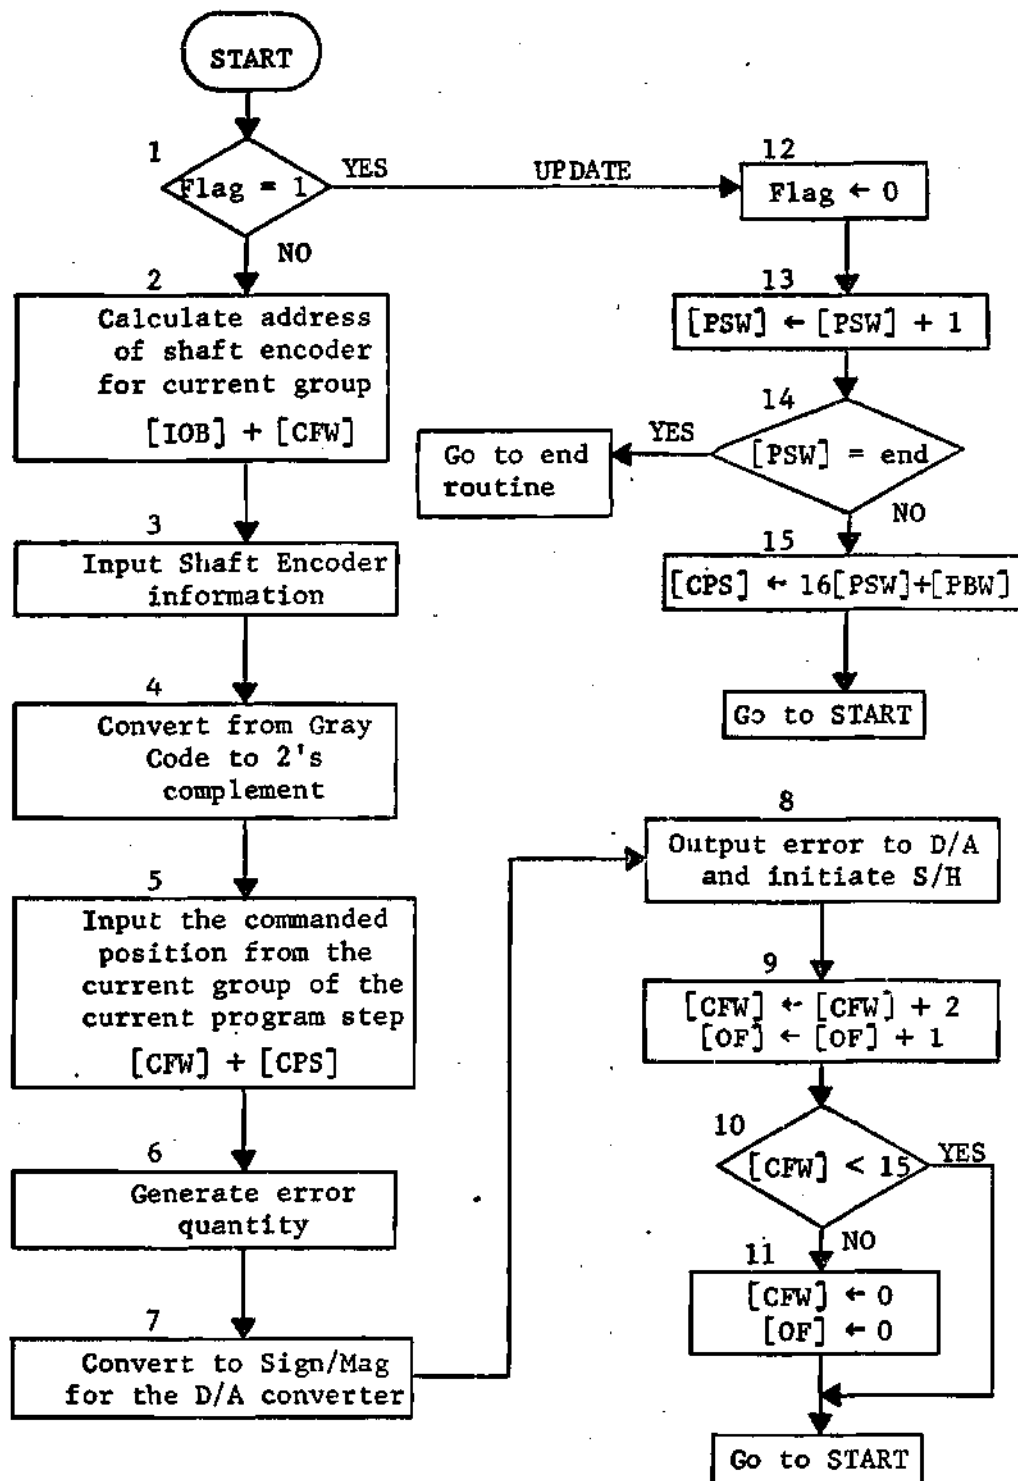 START
1
Flag = 1
YES
UPDATE
NO
2
Calculate address
of shaft encoder
for current group
[IOB] + [CFW]
3
Input Shaft Encoder
information
4
Convert from Gray
Code to 2's
complement
5
Input the commanded
position from the
current group of the
current program step
[CFW] + [CPS]
6
Generate error
quantity
7
Convert to Sign/Mag
for the D/A converter
12
Flag ← 0
13
[PSW] ← [PSW] + 1
14
[PSW] = end
YES
Go to end
routine
NO
15
[CPS] ← 16[PSW]+[PBW]
Go to START
8
Output error to D/A
and initiate S/H
9
[CFW] ← [CFW] + 2
[OF] ← [OF] + 1
10
[CFW] < 15
YES
NO
11
[CFW] ← 0
[OF] ← 0
Go to START